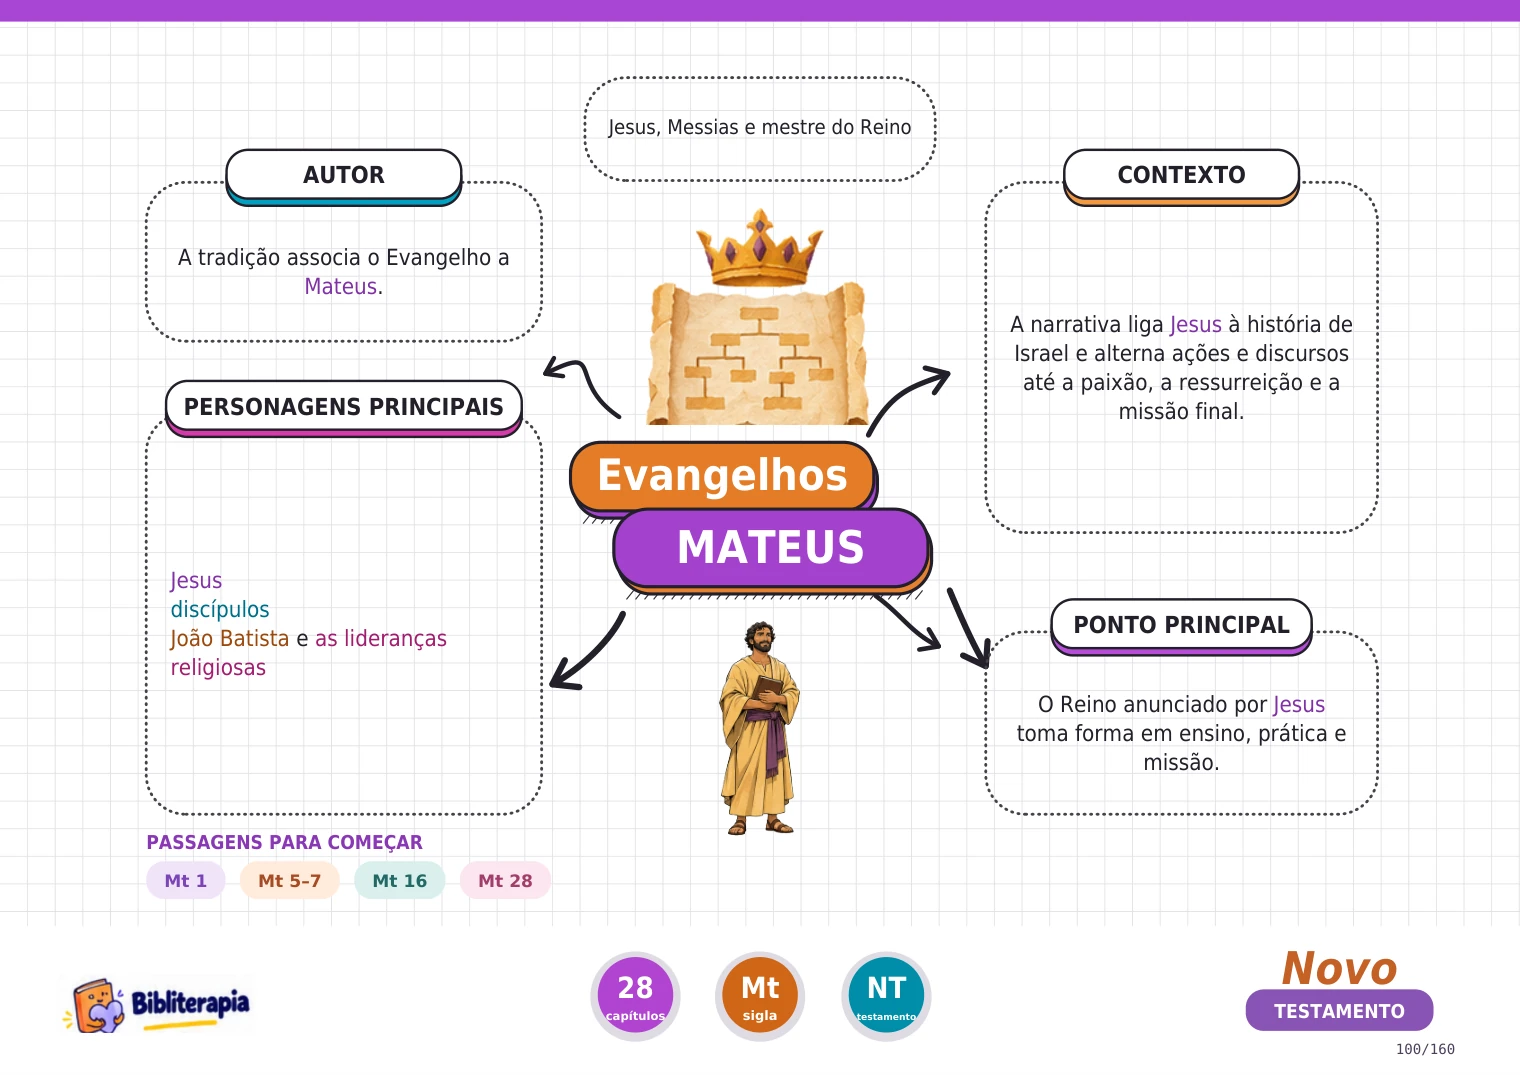 Jesus, Messias e mestre do Reino
AUTOR
A tradição associa o Evangelho a
Mateus.
PERSONAGENS PRINCIPAIS
Jesus
discípulos
João Batista e as lideranças
religiosas
PASSAGENS PARA COMEÇAR
Mt 1
Mt 5–7
Mt 16
Mt 28
Evangelhos
MATEUS
CONTEXTO
A narrativa liga Jesus à história de
Israel e alterna ações e discursos
até a paixão, a ressurreição e a
missão final.
PONTO PRINCIPAL
O Reino anunciado por Jesus
toma forma em ensino, prática e
missão.
Bibliterapia
28
capítulos
Mt
sigla
NT
testamento
Novo
TESTAMENTO
100/160